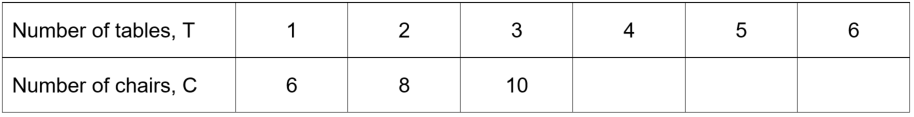 Number of tables, T 1 2 3 4 5 6
Number of chairs, C 6 8 10